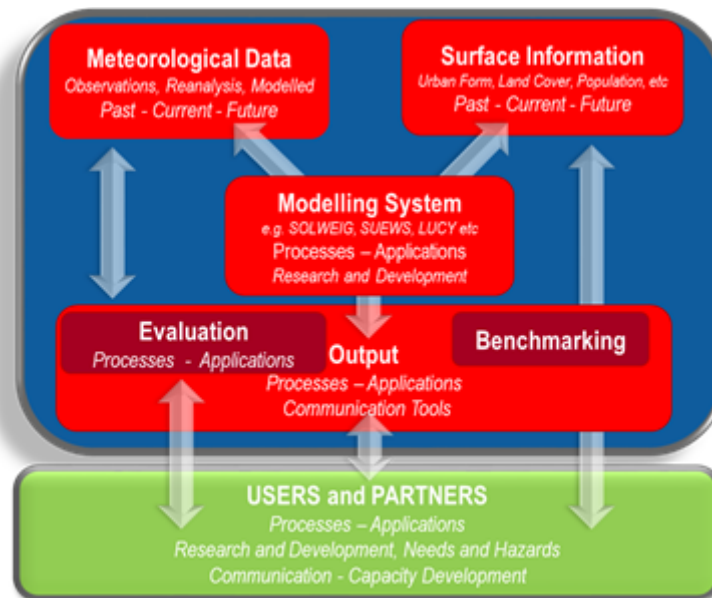 Meteorological Data
Observations, Reanalysis, Modelled
Past - Current - Future
Surface Information
Urban Form, Land Cover, Population, etc
Past - Current - Future
Modelling System
e.g. SOLWEIG, SUEWS, LUCY etc
Processes – Applications
Research and Development
Evaluation
Processes - Applications
Benchmarking
Output
Processes – Applications
Communication Tools
USERS and PARTNERS
Processes – Applications
Research and Development, Needs and Hazards
Communication - Capacity Development